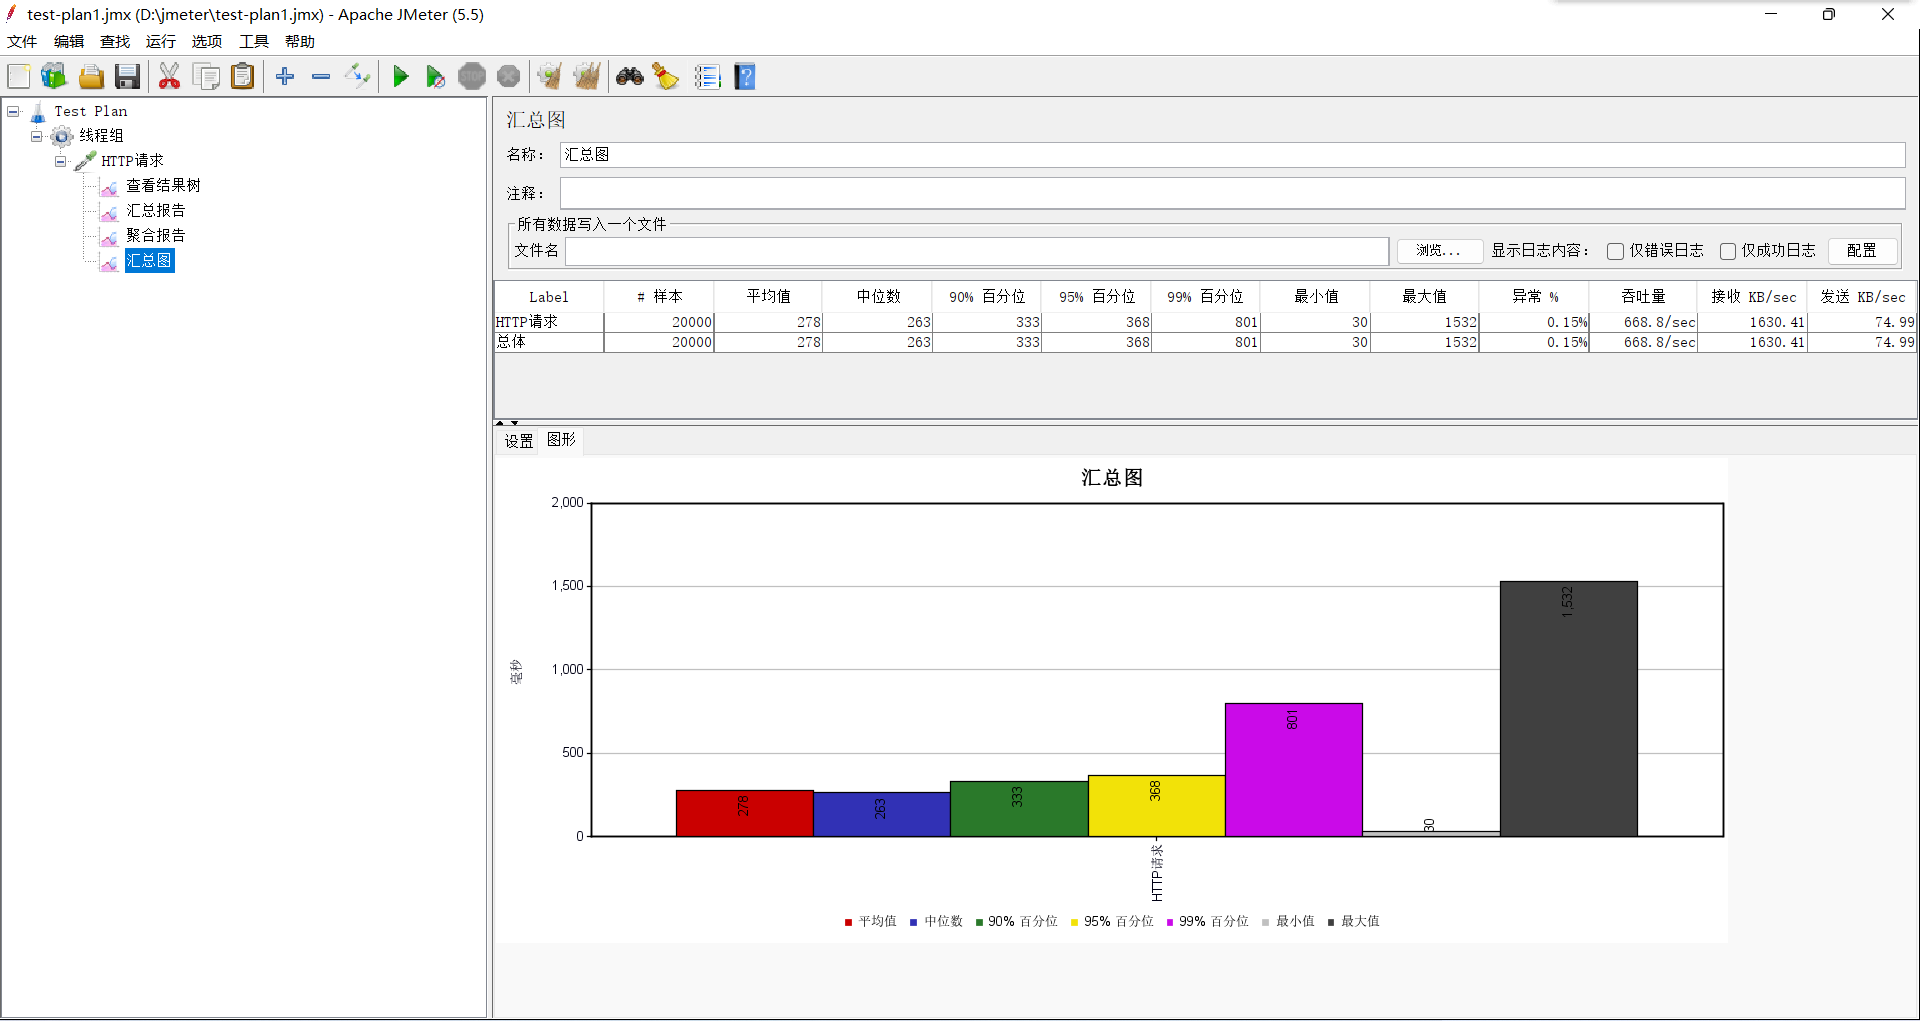 test-plan1.jmx (D:\jmeter\test-plan1.jmx) - Apache JMeter (5.5)
文件 编辑 查找 运行 选项 工具 帮助
STOP
Test Plan
线程组
HTTP请求
查看结果树
汇总报告
聚合报告
汇总图
汇总图
名称： 汇总图
注释：
所有数据写入一个文件
文件名 浏览... 显示日志内容： 仅错误日志 仅成功日志 配置
Label # 样本 平均值 中位数 90% 百分位 95% 百分位 99% 百分位 最小值 最大值 异常 % 吞吐量 接收 KB/sec 发送 KB/sec
HTTP请求 20000 278 263 333 368 801 30 1532 0.15% 668.8/sec 1630.41 74.99
总体 20000 278 263 333 368 801 30 1532 0.15% 668.8/sec 1630.41 74.99
设置 图形
汇总图
毫秒
2,000
1,500
1,000
500
0
278
263
333
368
801
30
1,532
HTTP请求
平均值 中位数 90% 百分位 95% 百分位 99% 百分位 最小值 最大值